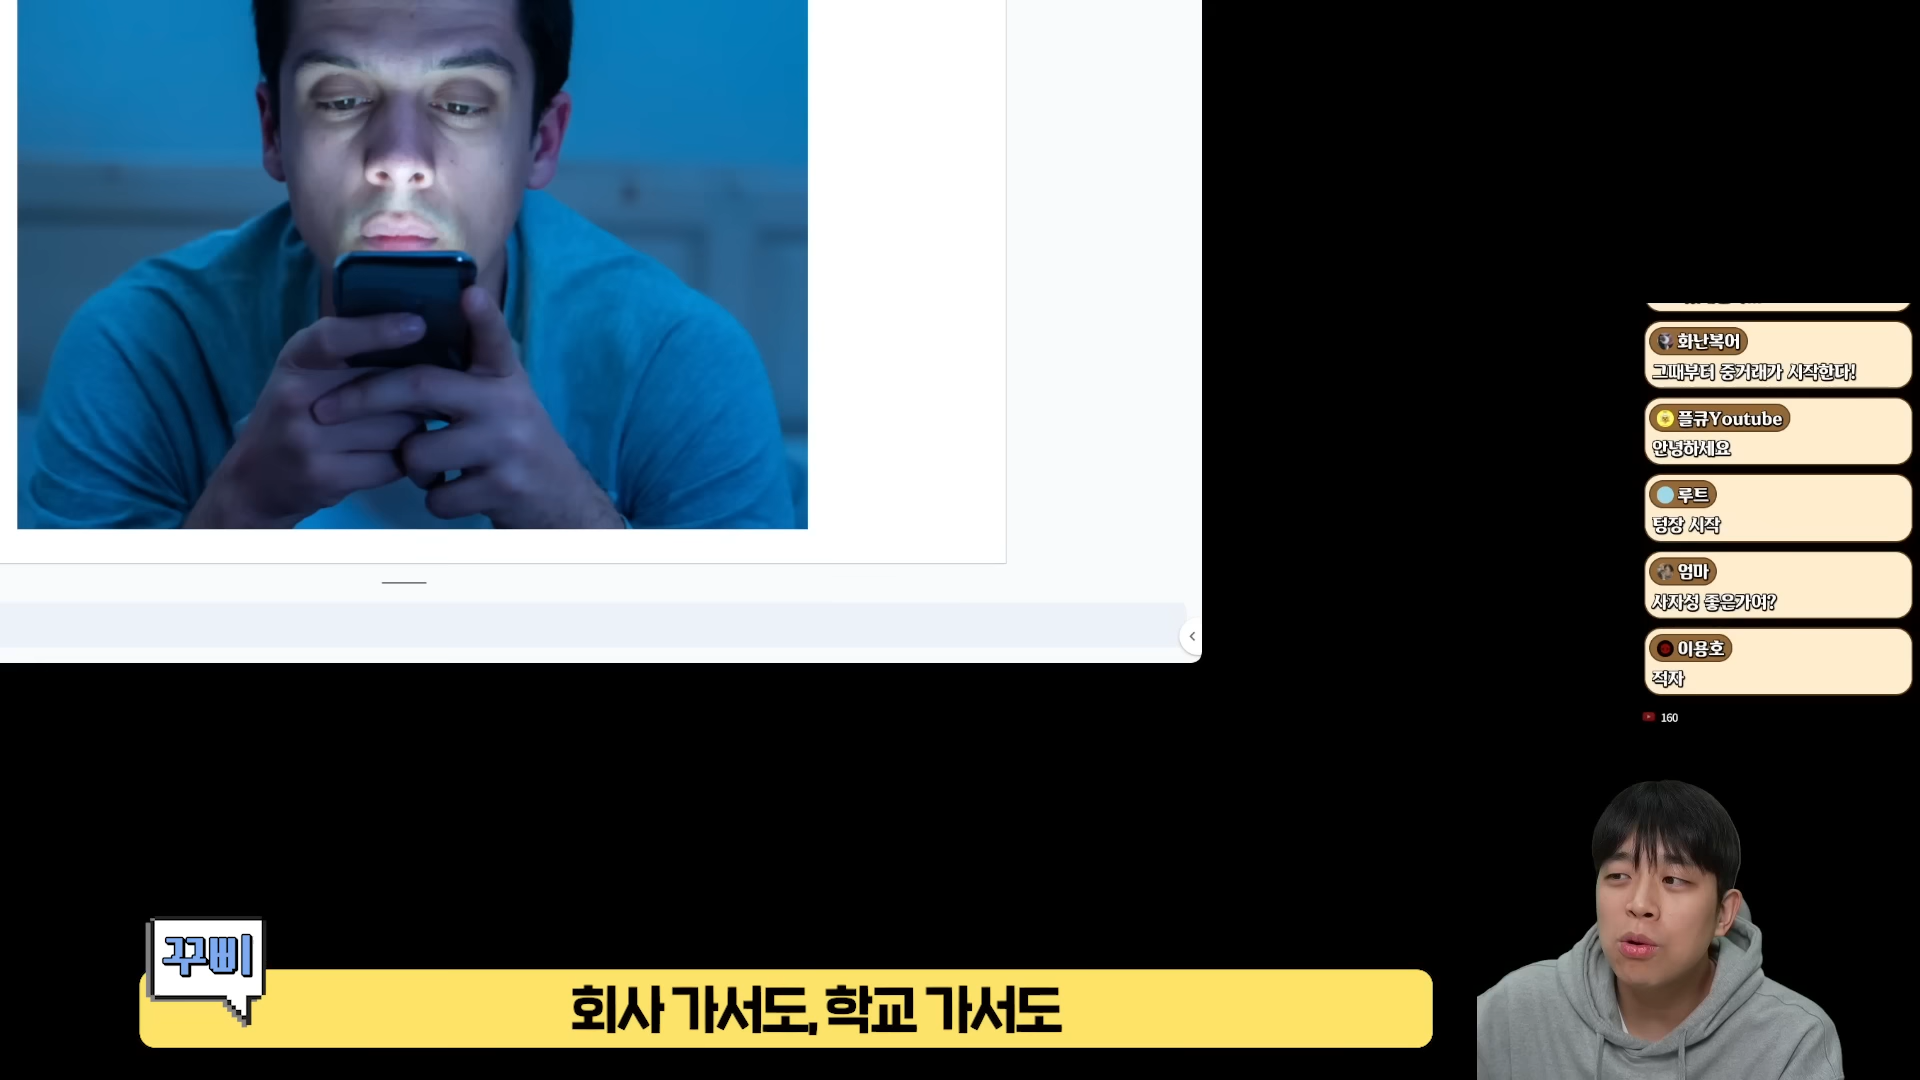 화난복어
그때부터 중거래가 시작한다!
플큐Youtube
안녕하세요
루트
텅장 시작
엄마
사자성 좋은가여?
이용호
적자
160
꾸삐
회사 가서도, 학교 가서도